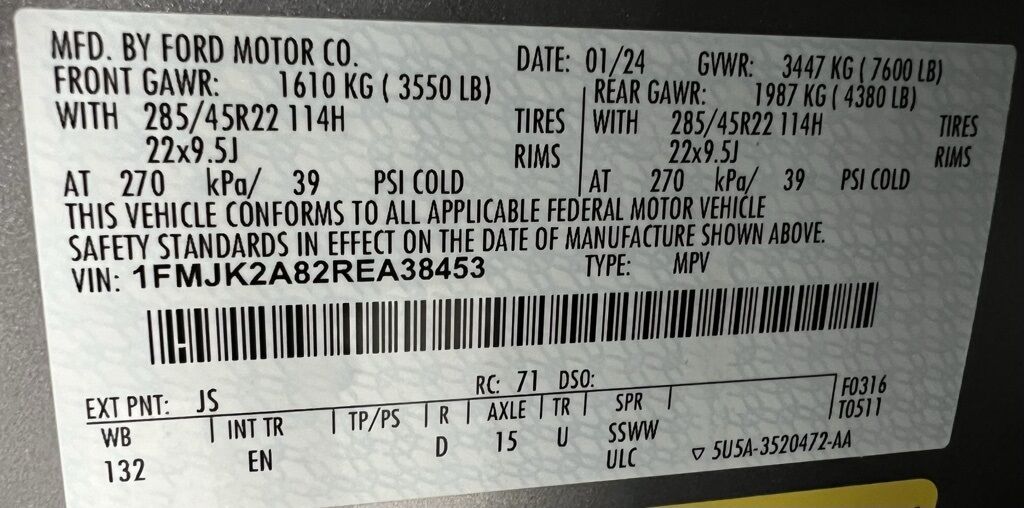 MFD. BY FORD MOTOR CO. DATE: 01/24 GVWR: 3447 KG ( 7600 LB)
FRONT GAWR: 1610 KG ( 3550 LB) REAR GAWR: 1987 KG ( 4380 LB)
WITH 285/45R22 114H TIRES WITH 285/45R22 114H TIRES
22x9.5J RIMS 22x9.5J RIMS
AT 270 kPa/ 39 PSI COLD AT 270 kPa/ 39 PSI COLD
THIS VEHICLE CONFORMS TO ALL APPLICABLE FEDERAL MOTOR VEHICLE
SAFETY STANDARDS IN EFFECT ON THE DATE OF MANUFACTURE SHOWN ABOVE.
VIN: 1FMJK2A82REA38453 TYPE: MPV
EXT PNT: JS RC: 71 DSO: F0316
T0511
WB INT TR TP/PS R AXLE TR SPR
132 EN D 15 U SSWW
ULC ▽ 5U5A-3520472-AA